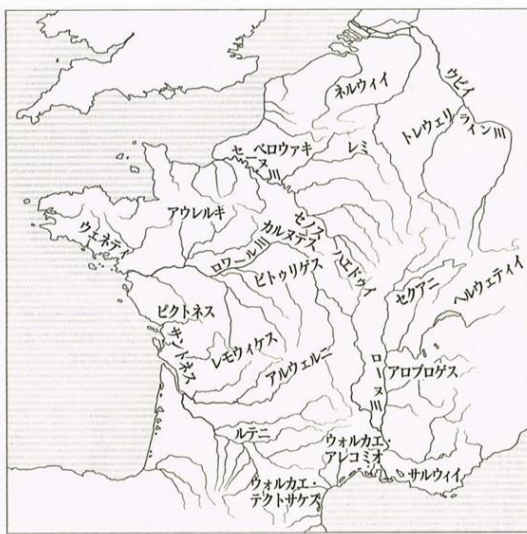 ウビイ
ネルウィイ
トレウェリ
ライン川
ベロウァキ
レミ
セーヌ川
アウレルキ
ウェネティ
セノネス
カルヌテス
ロワール川
ハエドゥイ
ビトゥリゲス
セクアニ
ヘルウェティイ
ピクトネス
サントネス
レモウィケス
アルウェルニ
ローヌ川
アロブロゲス
ルテニ
ウォルカエ・
アレコミキ
サルウィイ
ウォルカエ・
テクトサゲス